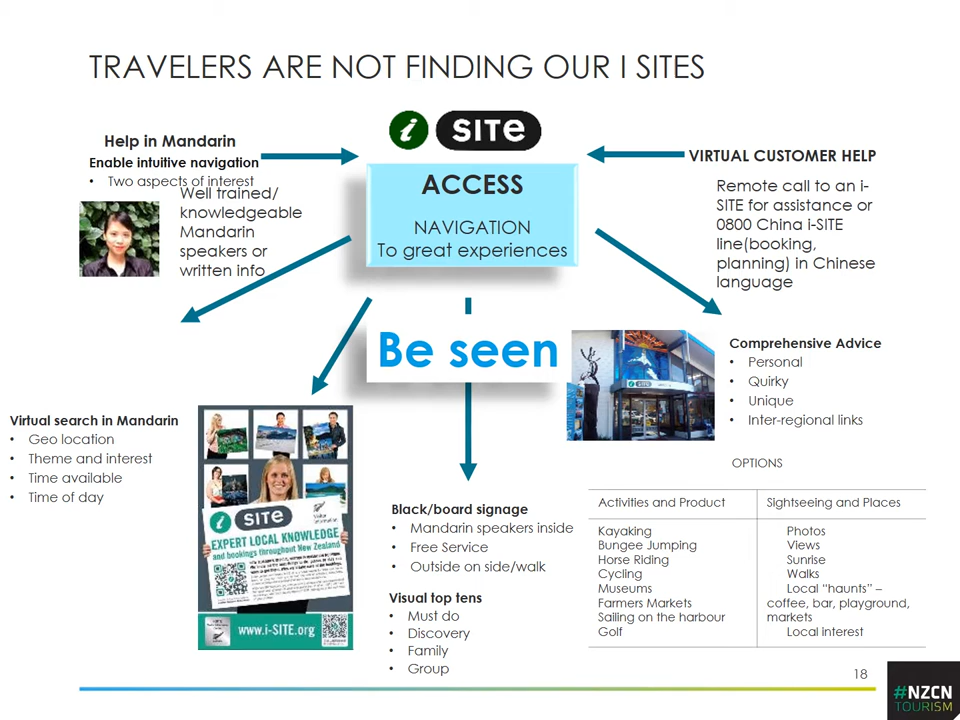 TRAVELERS ARE NOT FINDING OUR I SITES
i SITE
Help in Mandarin
Enable intuitive navigation
• Two aspects of interest
Well trained/
knowledgeable
Mandarin
speakers or
written info
ACCESS
NAVIGATION
To great experiences
VIRTUAL CUSTOMER HELP
Remote call to an i-
SITE for assistance or
0800 China i-SITE
line(booking,
planning) in Chinese
language
Be seen
i SITE
Comprehensive Advice
• Personal
• Quirky
• Unique
• Inter-regional links
Virtual search in Mandarin
• Geo location
• Theme and interest
• Time available
• Time of day
i SITE
EXPERT LOCAL KNOWLEDGE
and bookings throughout New Zealand
www.i-SITE.org
Black/board signage
• Mandarin speakers inside
• Free Service
• Outside on side/walk
Visual top tens
• Must do
• Discovery
• Family
• Group
OPTIONS
Activities and Product
Kayaking
Bungee Jumping
Horse Riding
Cycling
Museums
Farmers Markets
Sailing on the harbour
Golf
Sightseeing and Places
Photos
Views
Sunrise
Walks
Local “haunts” –
coffee, bar, playground,
markets
Local interest
18
#NZCN
TOURISM